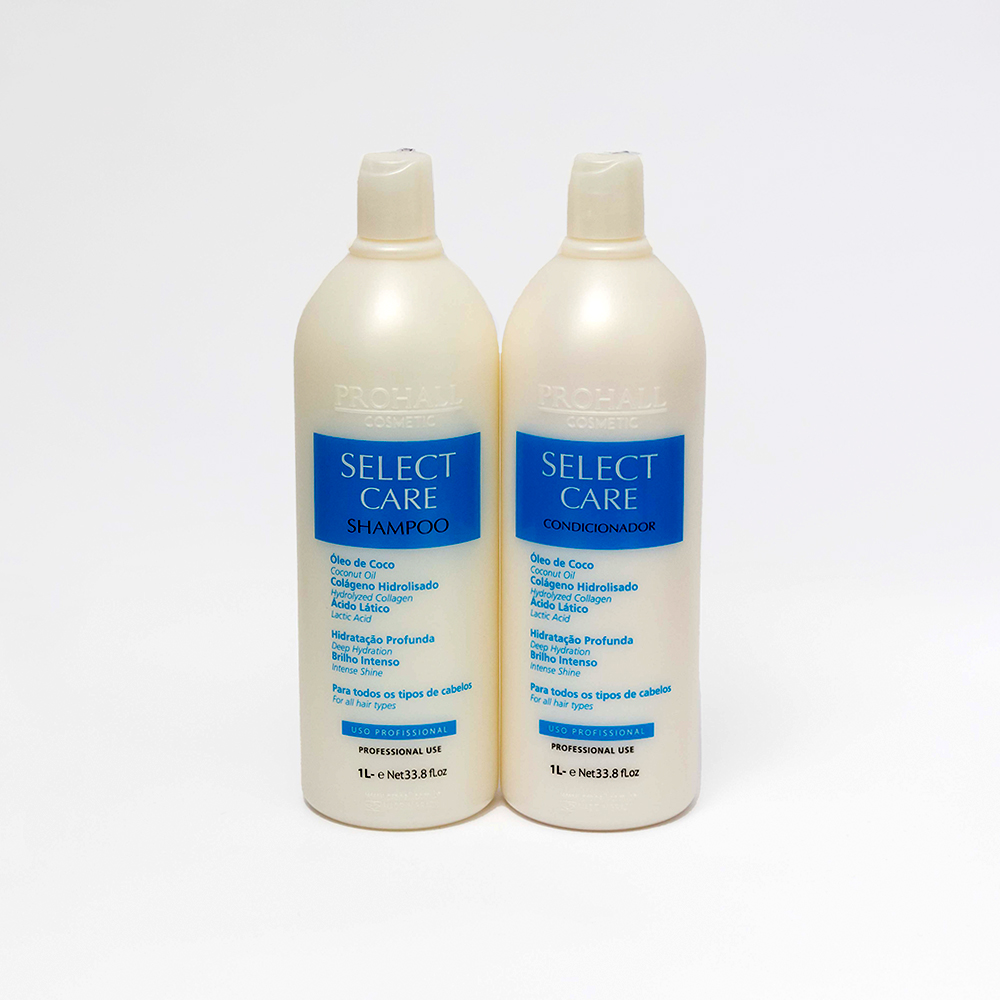 PROHALL
COSMETIC
SELECT
CARE
SHAMPOO
Óleo de Coco
Coconut Oil
Colágeno Hidrolisado
Hydrolyzed Collagen
Ácido Lático
Lactic Acid
Hidratação Profunda
Deep Hydration
Brilho Intenso
Intense Shine
Para todos os tipos de cabelos
For all hair types
USO PROFISSIONAL
PROFESSIONAL USE
1L- e Net33.8 fl.oz
PROHALL
COSMETIC
SELECT
CARE
CONDICIONADOR
Óleo de Coco
Coconut Oil
Colágeno Hidrolisado
Hydrolyzed Collagen
Ácido Lático
Lactic Acid
Hidratação Profunda
Deep Hydration
Brilho Intenso
Intense Shine
Para todos os tipos de cabelos
For all hair types
USO PROFISSIONAL
PROFESSIONAL USE
1L- e Net33.8 fl.oz